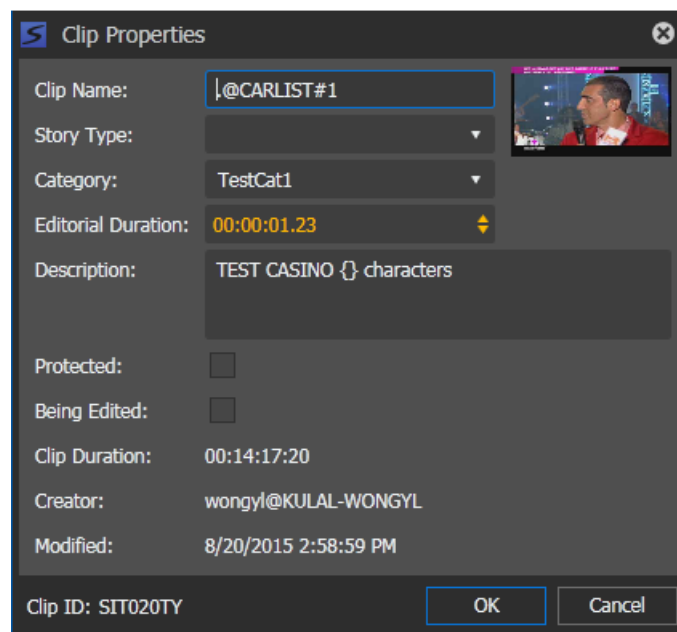 Clip Properties
Clip Name: .@CARLIST#1
Story Type:
Category: TestCat1
Editorial Duration: 00:00:01.23
Description: TEST CASINO {} characters
Protected:
Being Edited:
Clip Duration: 00:14:17:20
Creator: wongyl@KULAL-WONGYL
Modified: 8/20/2015 2:58:59 PM
Clip ID: SIT020TY
OK
Cancel